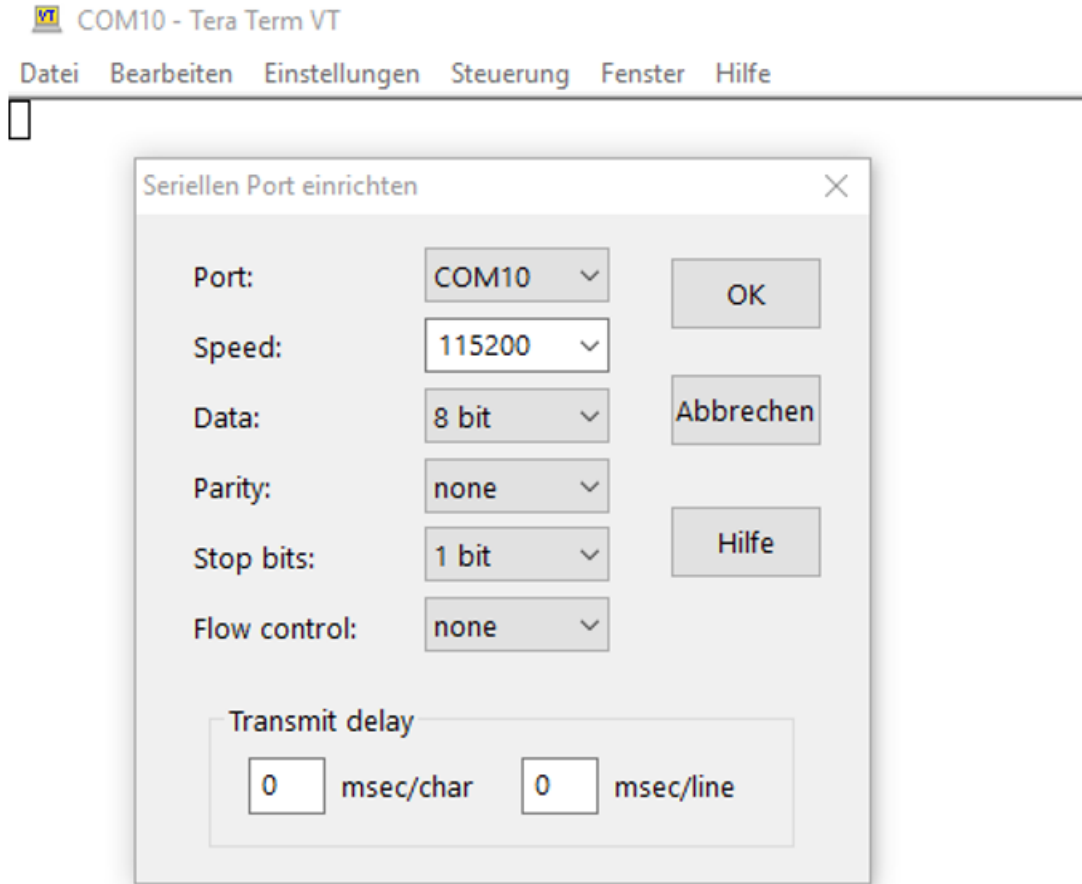 VT COM10 - Tera Term VT
Datei Bearbeiten Einstellungen Steuerung Fenster Hilfe
Seriellen Port einrichten
Port: COM10 OK
Speed: 115200
Data: 8 bit Abbrechen
Parity: none
Stop bits: 1 bit Hilfe
Flow control: none
Transmit delay
0 msec/char 0 msec/line